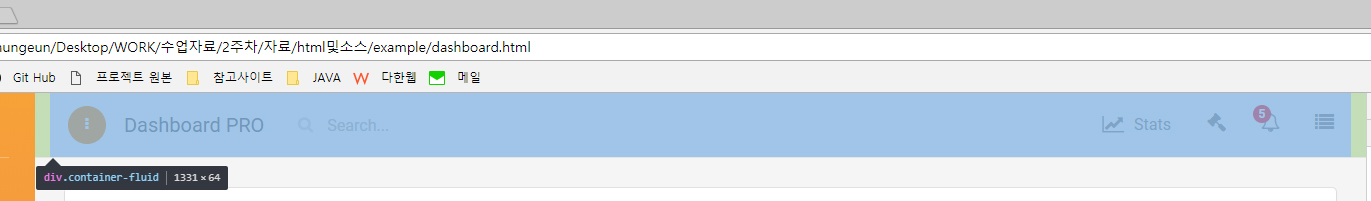 ungeun/Desktop/WORK/수업자료/2주차/자료/html및소스/example/dashboard.html
Git Hub 프로젝트 원본 참고사이트 JAVA 다한웹 메일
Dashboard PRO Search... Stats 5
div.container-fluid 1331 × 64